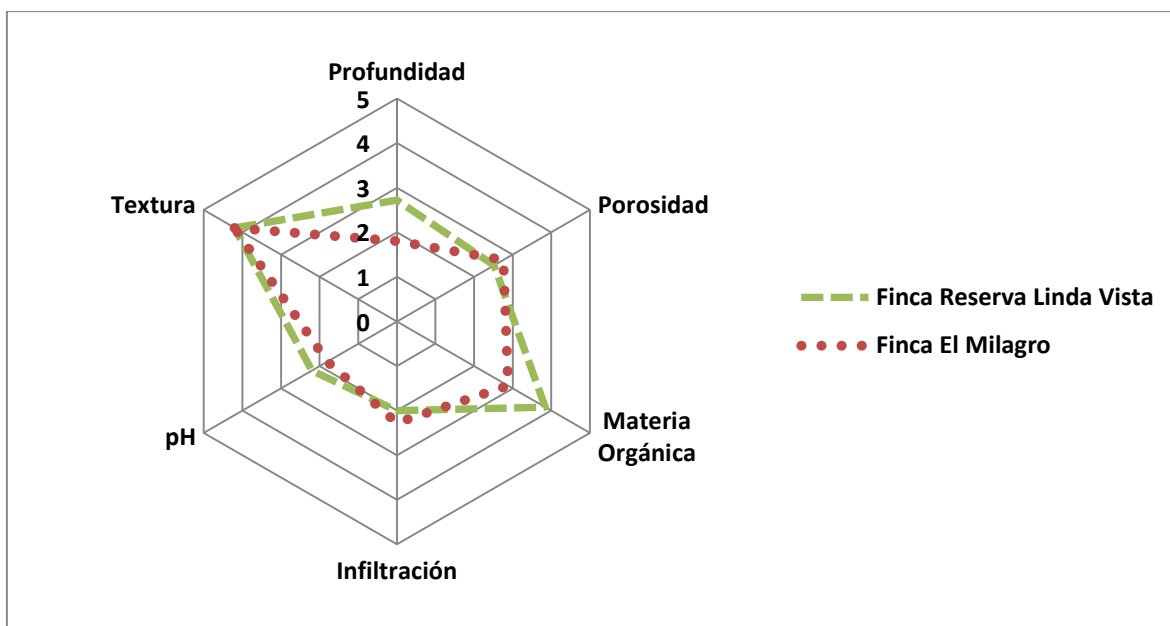 Profundidad
5
4
3
2
1
0
Textura
Porosidad
pH
Materia
Orgánica
Infiltración
Finca Reserva Linda Vista
Finca El Milagro